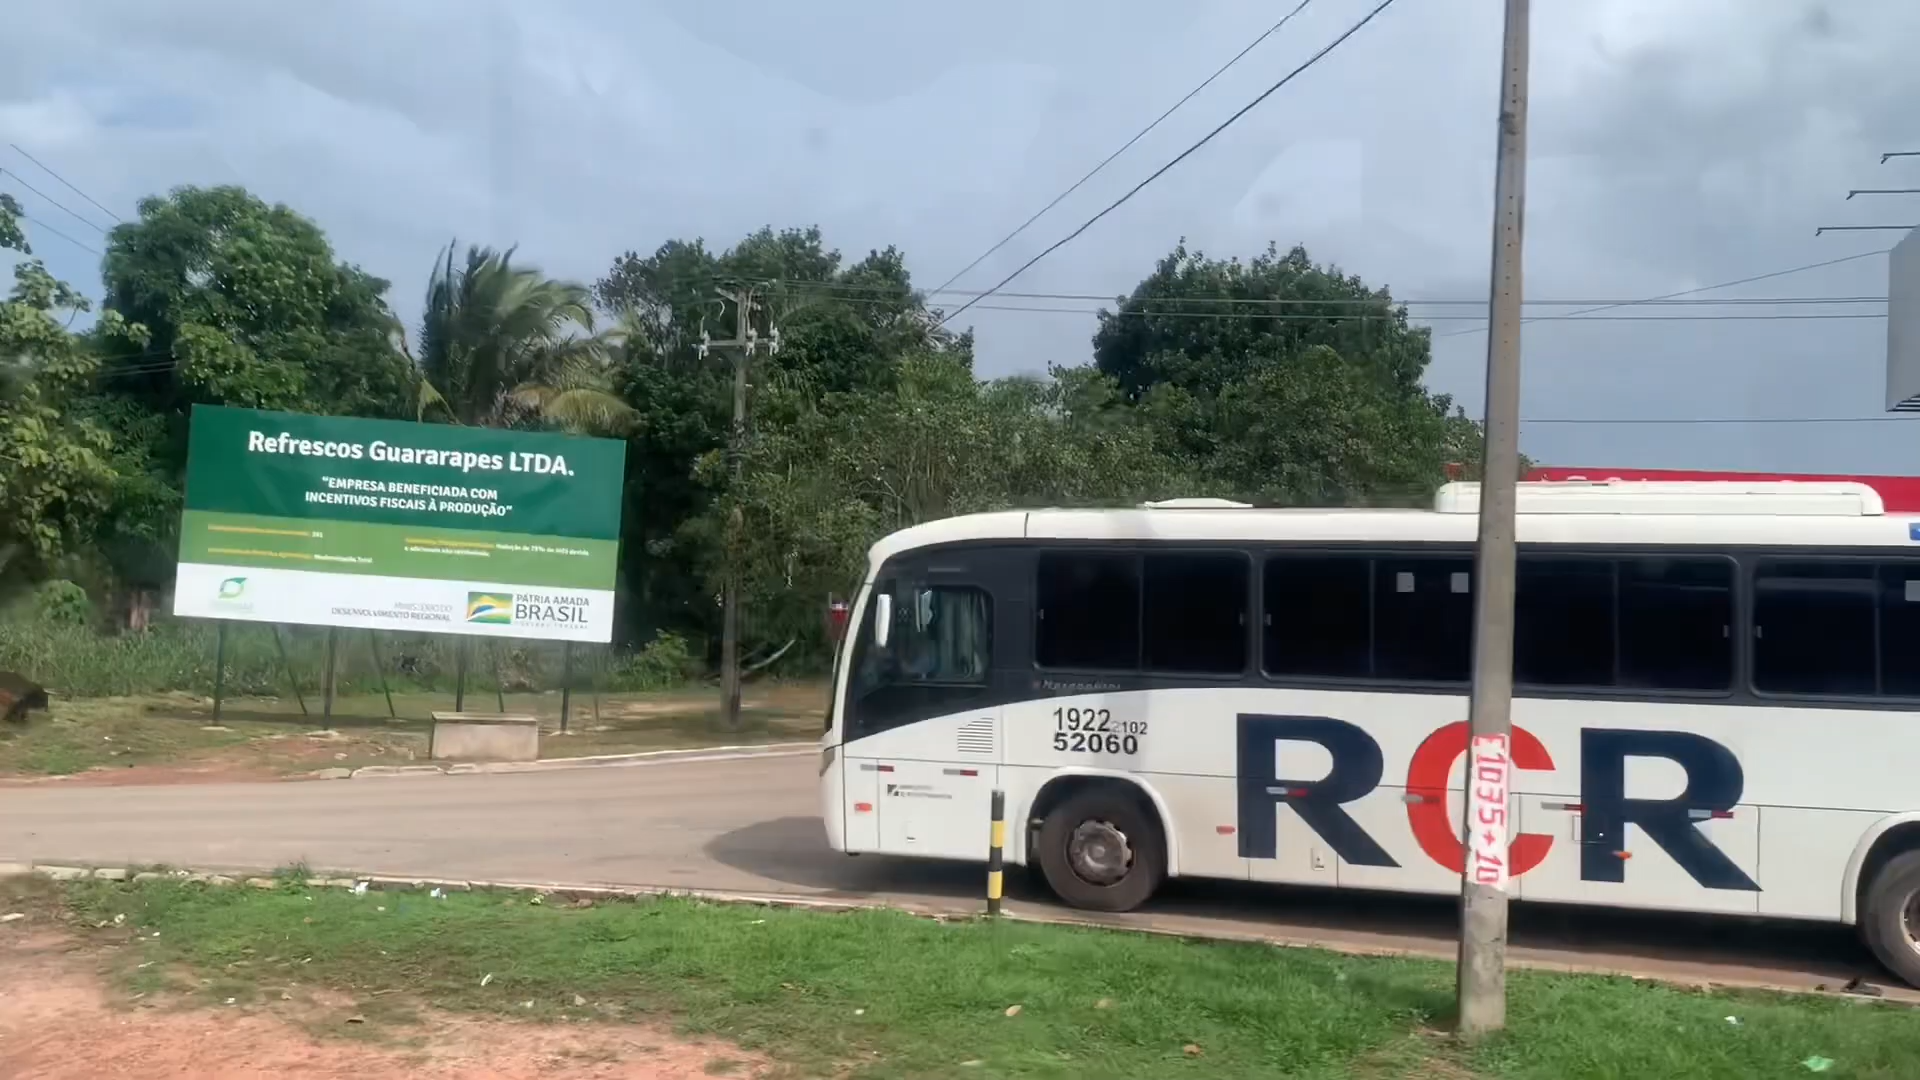 Refrescos Guararapes LTDA.
"EMPRESA BENEFICIADA COM
INCENTIVOS FISCAIS À PRODUÇÃO"
MINISTÉRIO DO
DESENVOLVIMENTO REGIONAL
PÁTRIA AMADA
BRASIL
1922 2102
52060
RCR
1035+10